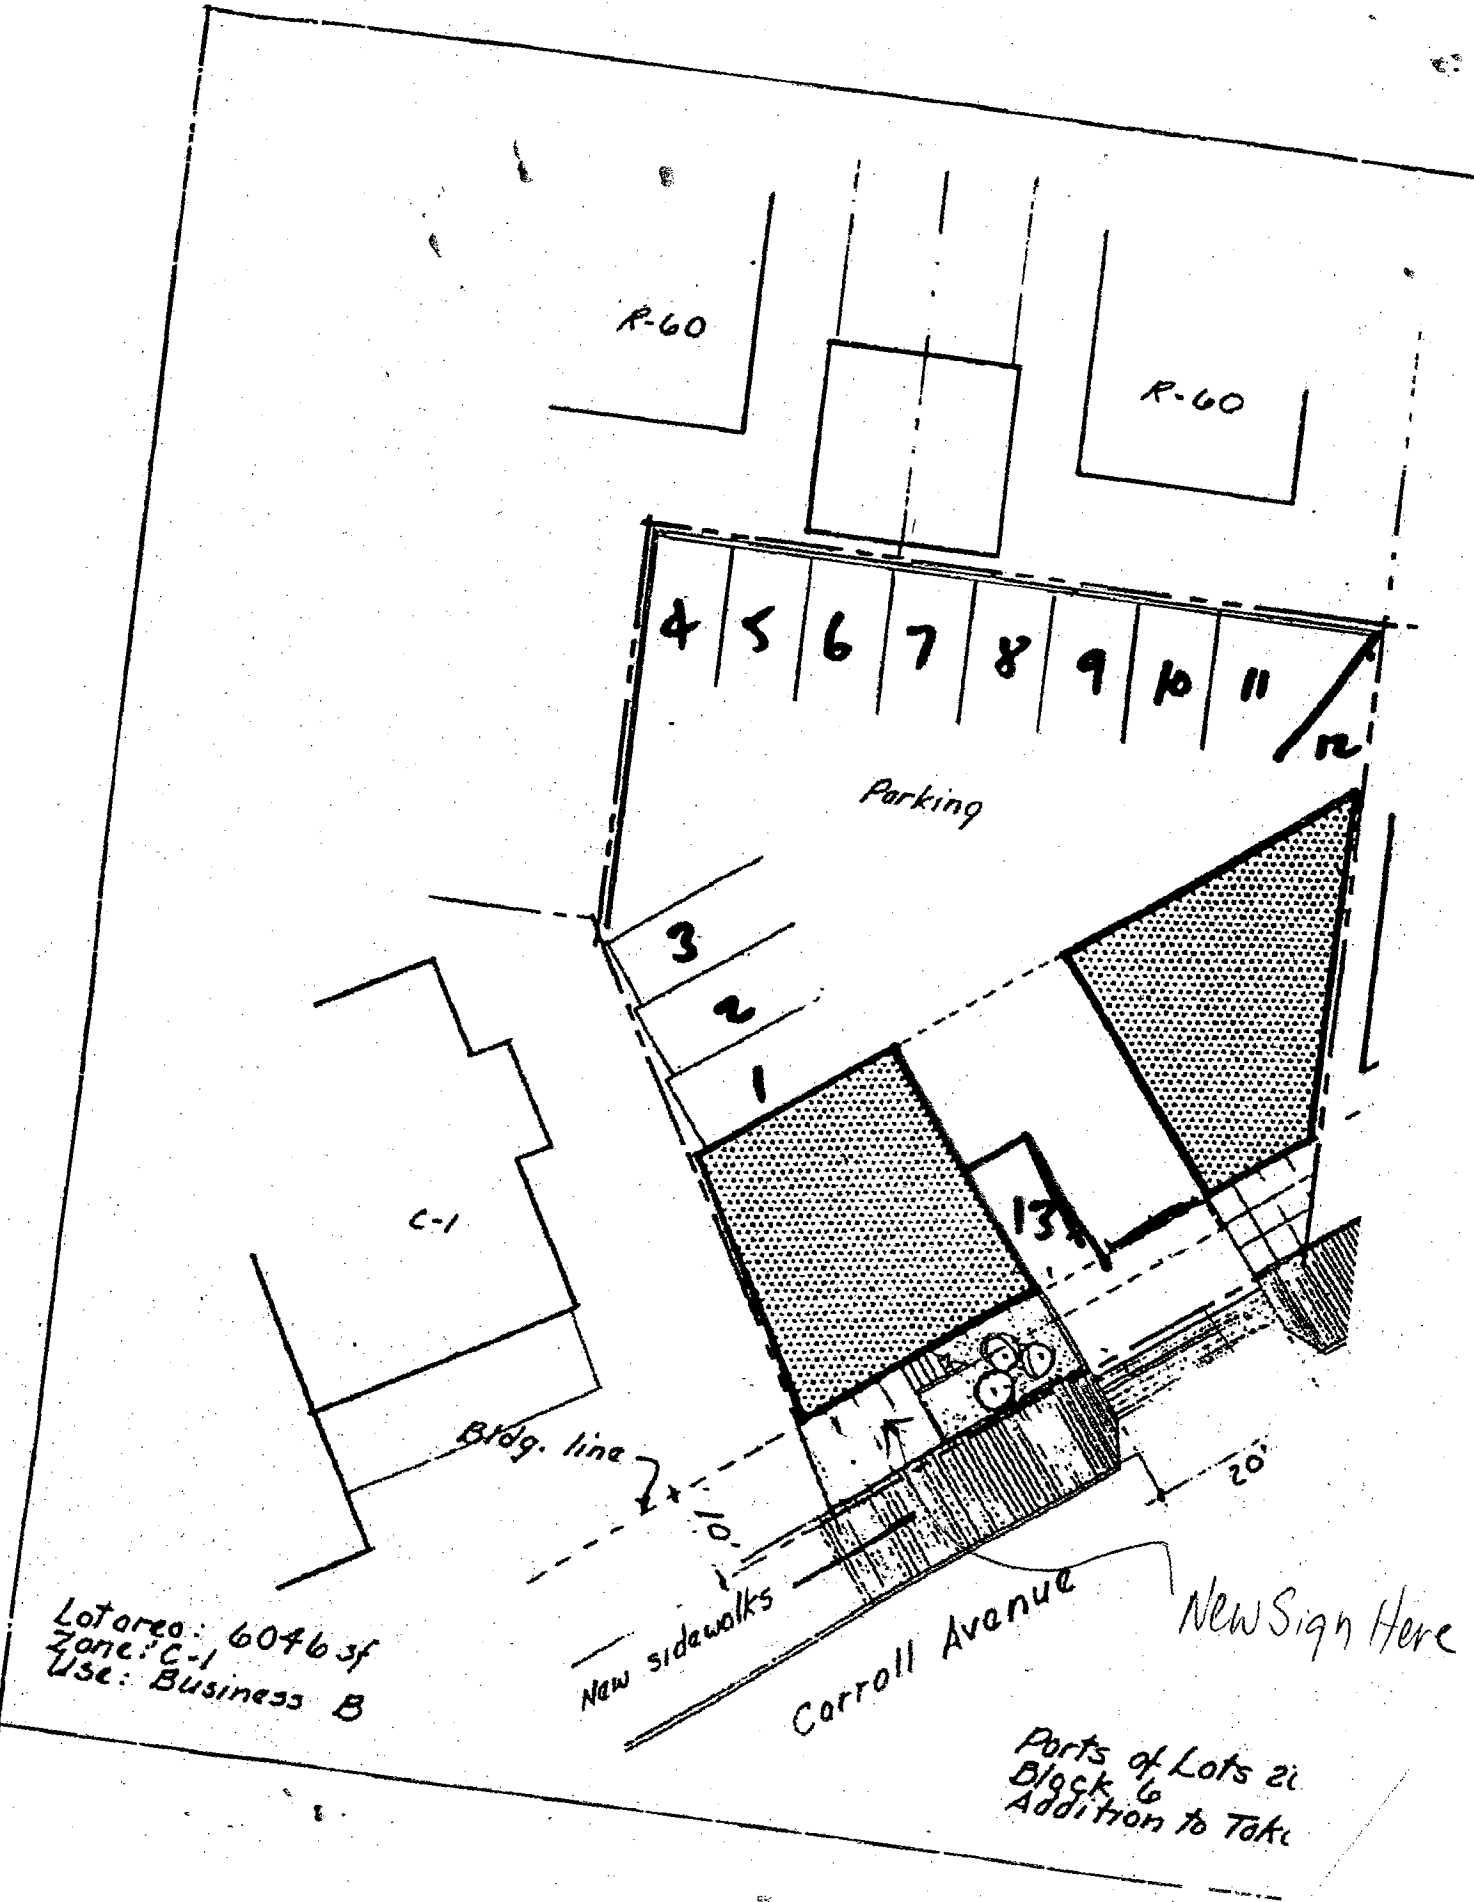 R-60
R-60
4 5 6 7 8 9 10 11
12
Parking
3
2
1
13
C-1
Bldg. line
10'
20'
New sidewalks
Carroll Avenue
New Sign Here
Lot area: 6046 sf
Zone: C-1
Use: Business B
Parts of Lots
Block 6
Addition to